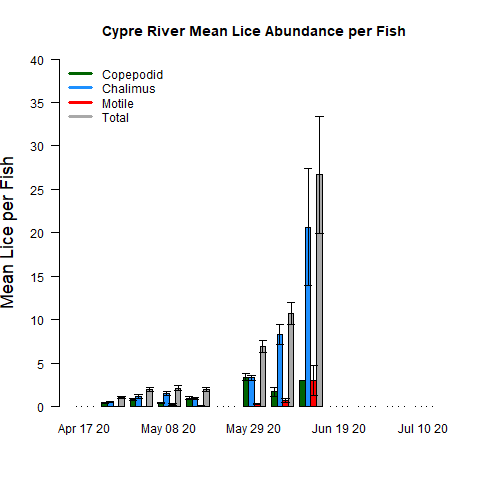 Cypre River Mean Lice Abundance per Fish
Mean Lice per Fish
40
35
30
25
20
15
10
5
0
Copepodid
Chalimus
Motile
Total
Apr 17 20
May 08 20
May 29 20
Jun 19 20
Jul 10 20